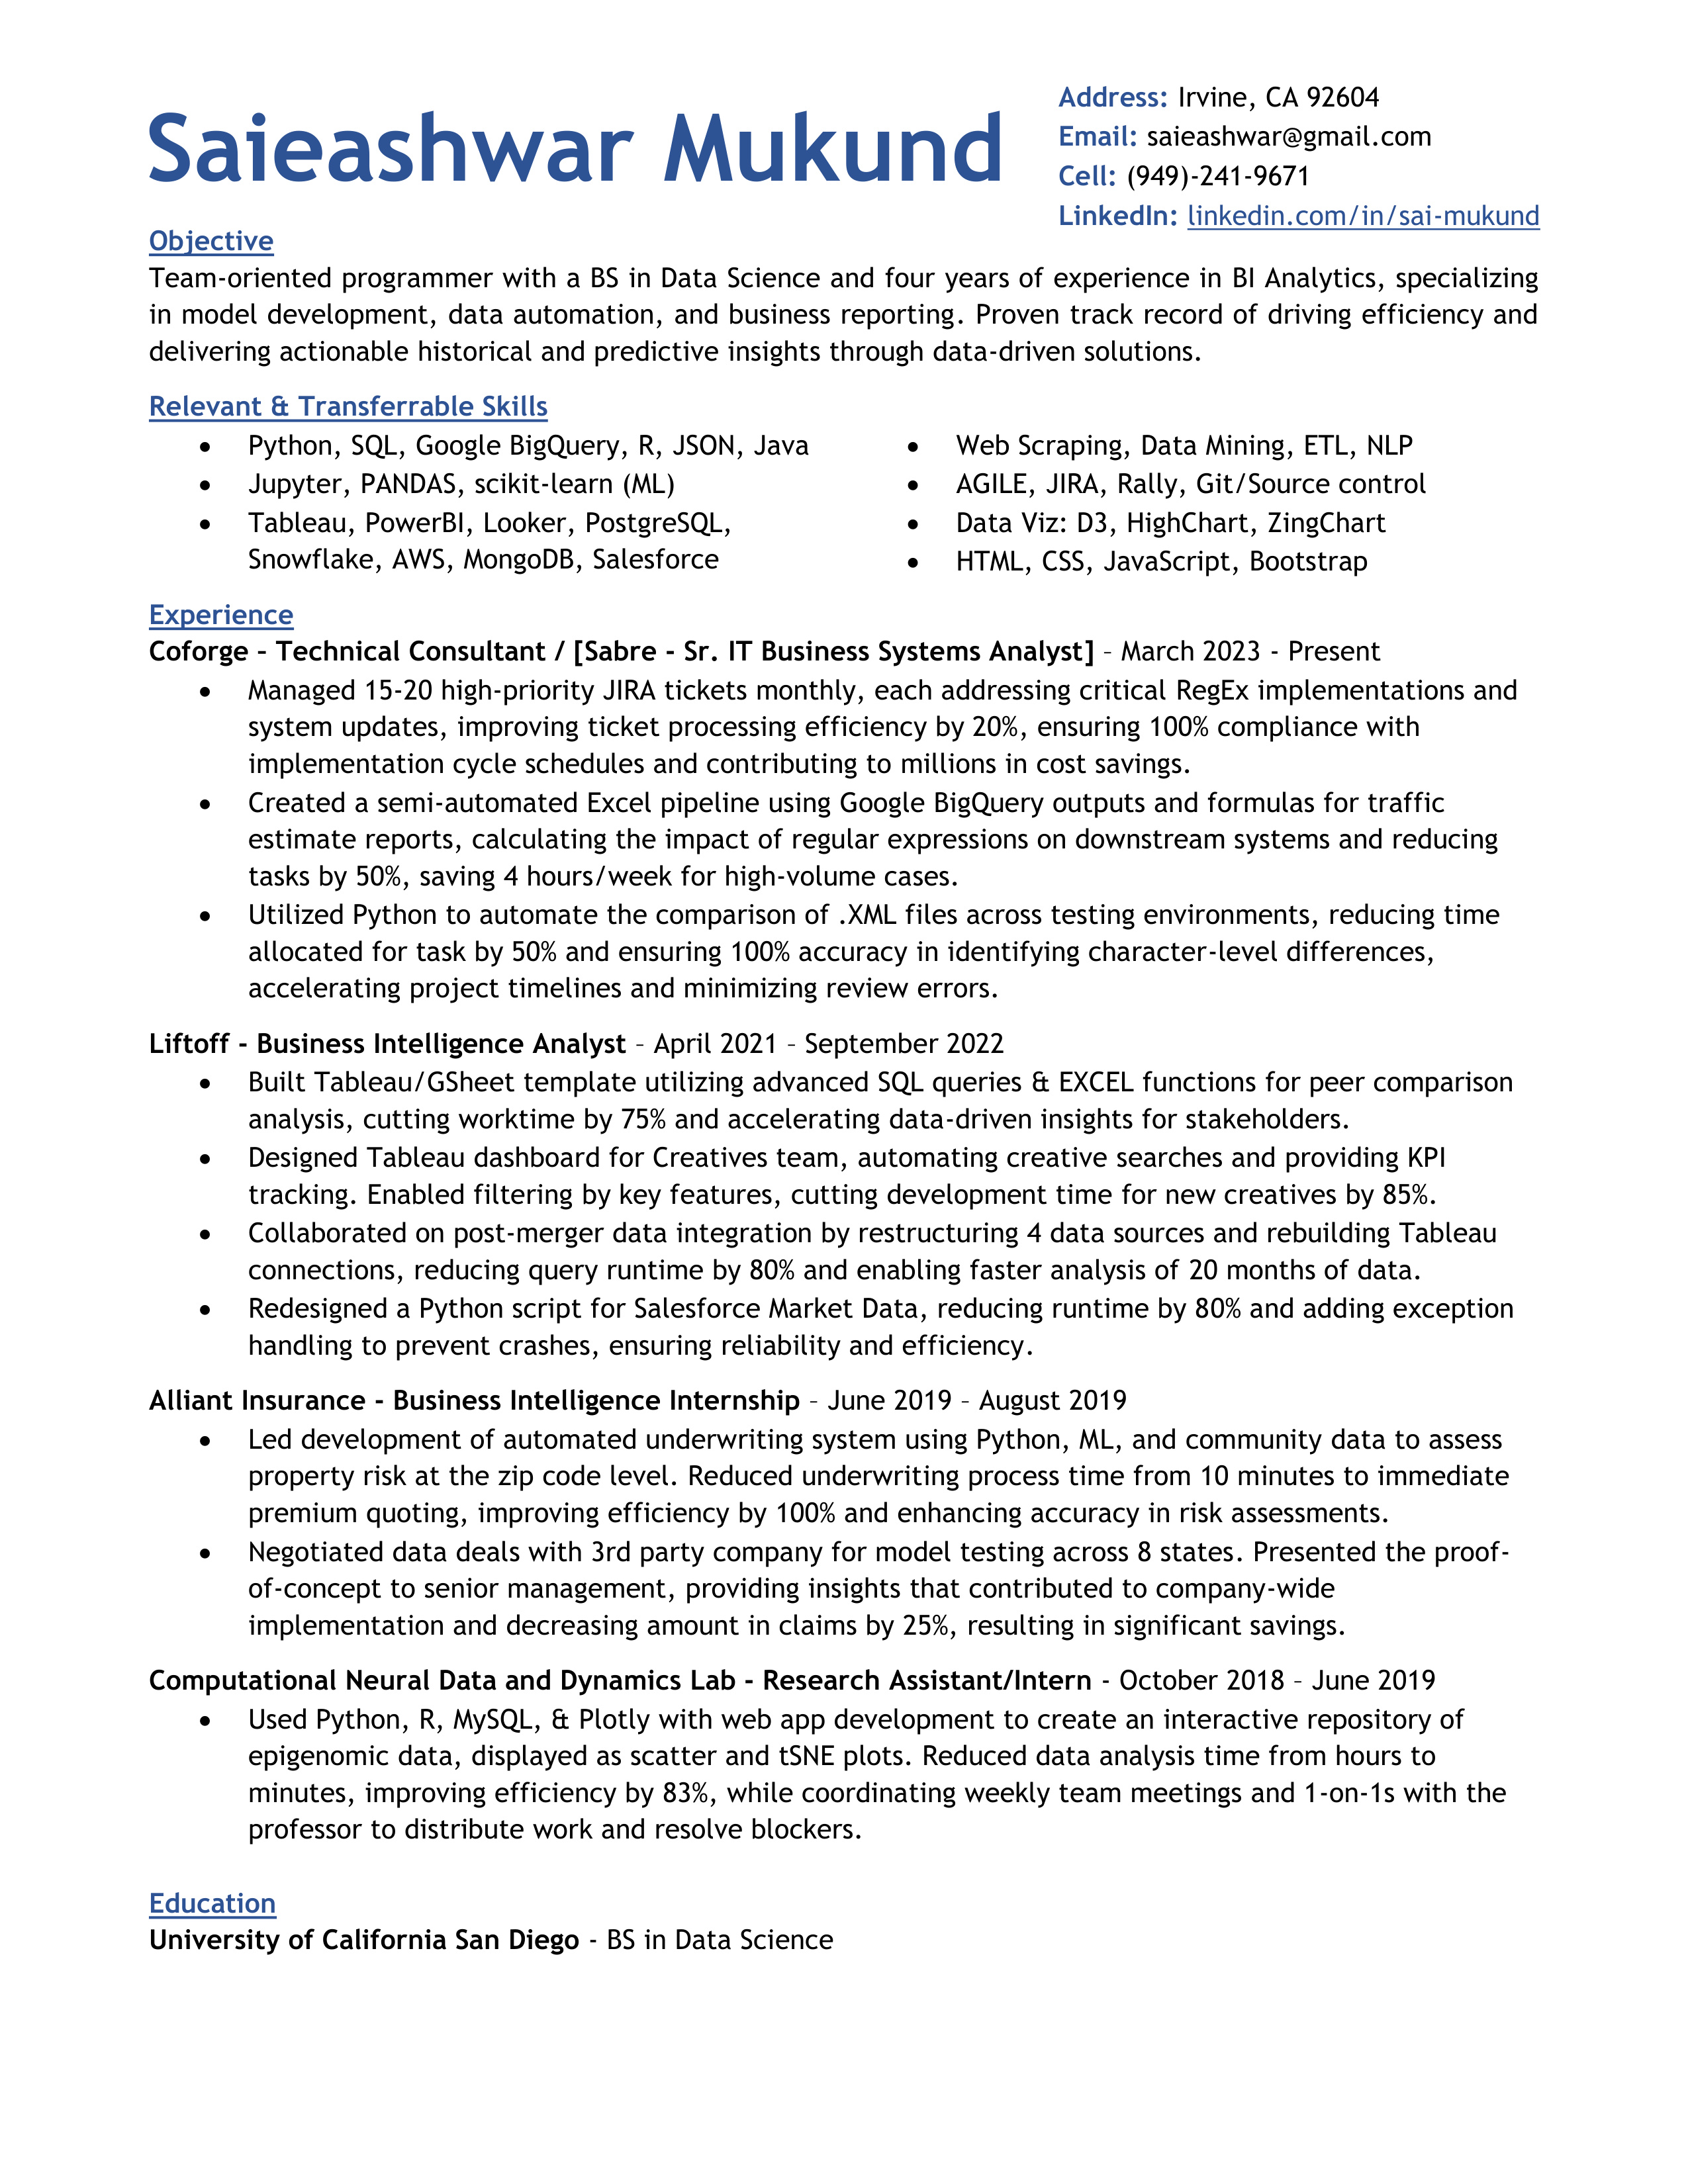 Saieashwar Mukund
Address: Irvine, CA 92604
Email: saieashwar@gmail.com
Cell: (949)-241-9671
LinkedIn: linkedin.com/in/sai-mukund
Objective
Team-oriented programmer with a BS in Data Science and four years of experience in BI Analytics, specializing
in model development, data automation, and business reporting. Proven track record of driving efficiency and
delivering actionable historical and predictive insights through data-driven solutions.
Relevant & Transferrable Skills
• Python, SQL, Google BigQuery, R, JSON, Java
• Jupyter, PANDAS, scikit-learn (ML)
• Tableau, PowerBI, Looker, PostgreSQL,
Snowflake, AWS, MongoDB, Salesforce
• Web Scraping, Data Mining, ETL, NLP
• AGILE, JIRA, Rally, Git/Source control
• Data Viz: D3, HighChart, ZingChart
• HTML, CSS, JavaScript, Bootstrap
Experience
Coforge – Technical Consultant / [Sabre - Sr. IT Business Systems Analyst] – March 2023 - Present
• Managed 15-20 high-priority JIRA tickets monthly, each addressing critical RegEx implementations and
system updates, improving ticket processing efficiency by 20%, ensuring 100% compliance with
implementation cycle schedules and contributing to millions in cost savings.
• Created a semi-automated Excel pipeline using Google BigQuery outputs and formulas for traffic
estimate reports, calculating the impact of regular expressions on downstream systems and reducing
tasks by 50%, saving 4 hours/week for high-volume cases.
• Utilized Python to automate the comparison of .XML files across testing environments, reducing time
allocated for task by 50% and ensuring 100% accuracy in identifying character-level differences,
accelerating project timelines and minimizing review errors.
Liftoff - Business Intelligence Analyst – April 2021 – September 2022
• Built Tableau/GSheet template utilizing advanced SQL queries & EXCEL functions for peer comparison
analysis, cutting worktime by 75% and accelerating data-driven insights for stakeholders.
• Designed Tableau dashboard for Creatives team, automating creative searches and providing KPI
tracking. Enabled filtering by key features, cutting development time for new creatives by 85%.
• Collaborated on post-merger data integration by restructuring 4 data sources and rebuilding Tableau
connections, reducing query runtime by 80% and enabling faster analysis of 20 months of data.
• Redesigned a Python script for Salesforce Market Data, reducing runtime by 80% and adding exception
handling to prevent crashes, ensuring reliability and efficiency.
Alliant Insurance - Business Intelligence Internship – June 2019 – August 2019
• Led development of automated underwriting system using Python, ML, and community data to assess
property risk at the zip code level. Reduced underwriting process time from 10 minutes to immediate
premium quoting, improving efficiency by 100% and enhancing accuracy in risk assessments.
• Negotiated data deals with 3rd party company for model testing across 8 states. Presented the proof-
of-concept to senior management, providing insights that contributed to company-wide
implementation and decreasing amount in claims by 25%, resulting in significant savings.
Computational Neural Data and Dynamics Lab - Research Assistant/Intern - October 2018 – June 2019
• Used Python, R, MySQL, & Plotly with web app development to create an interactive repository of
epigenomic data, displayed as scatter and tSNE plots. Reduced data analysis time from hours to
minutes, improving efficiency by 83%, while coordinating weekly team meetings and 1-on-1s with the
professor to distribute work and resolve blockers.
Education
University of California San Diego - BS in Data Science